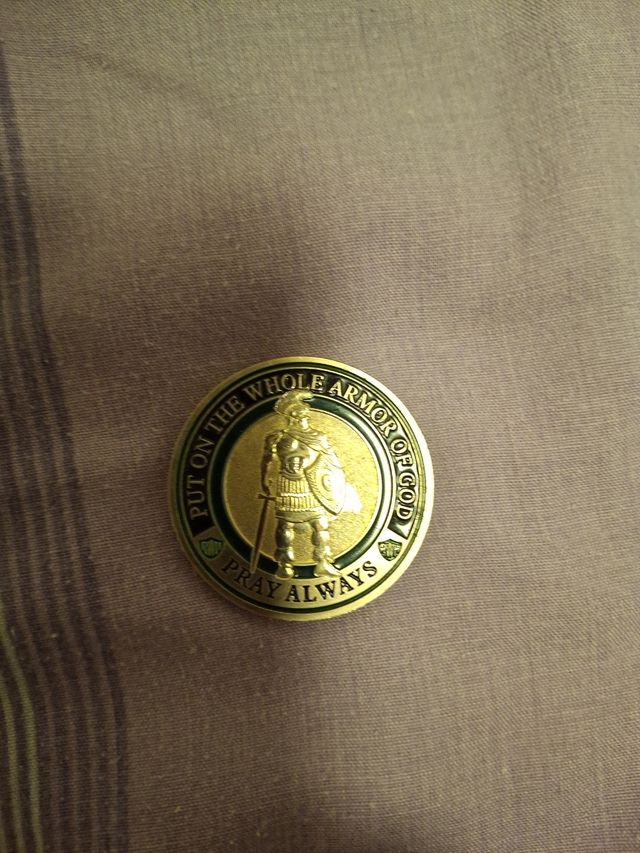 PUT ON THE WHOLE ARMOR OF GOD
PRAY ALWAYS